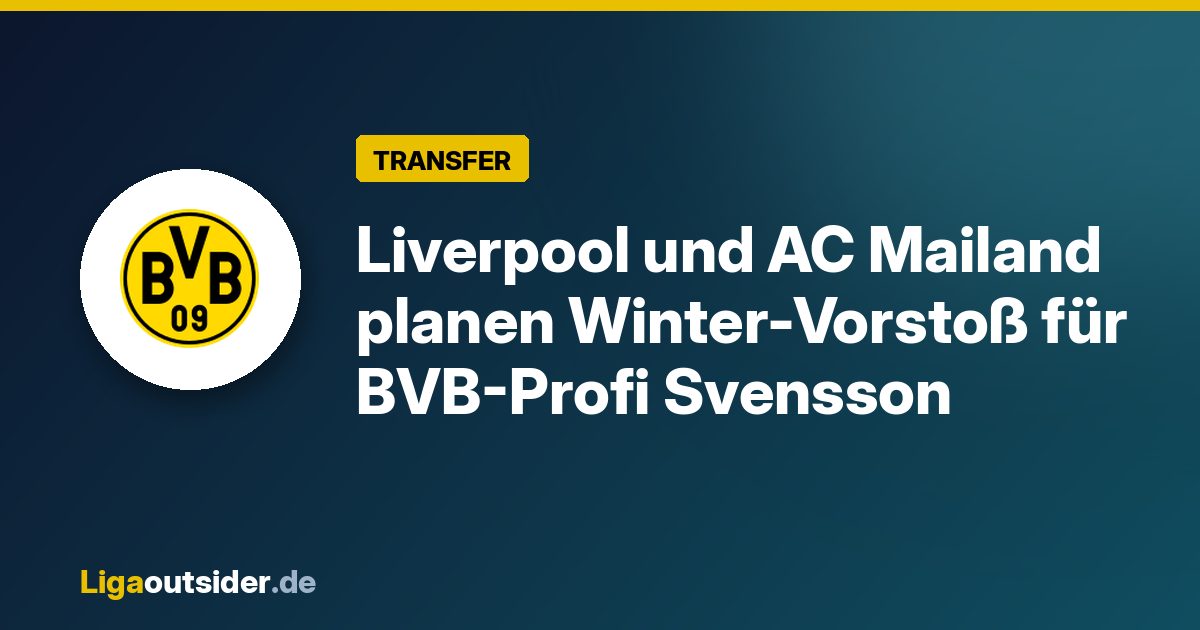 TRANSFER
Liverpool und AC Mailand
planen Winter-Vorstoß für
BVB-Profi Svensson
BVB
09
Ligaoutsider.de